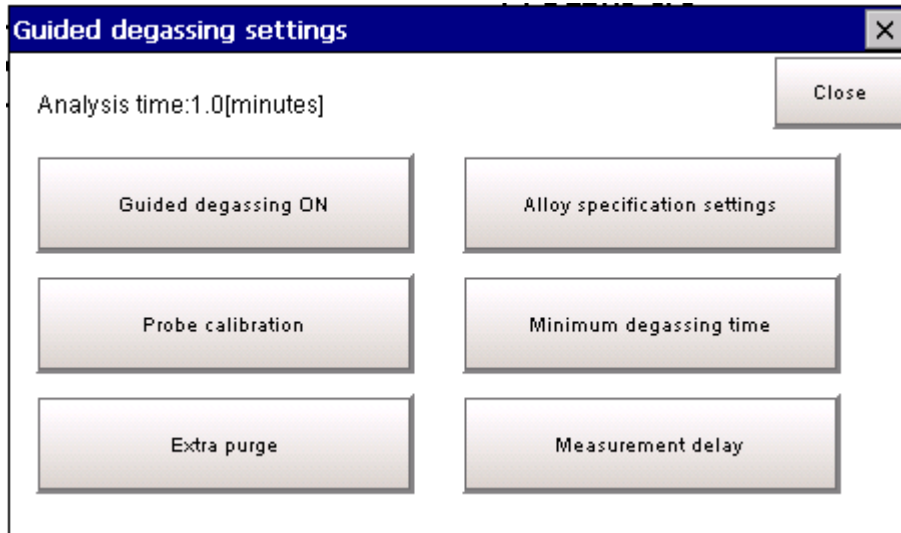 Guided degassing settings
Close
Analysis time:1.0[minutes]
Guided degassing ON
Alloy specification settings
Probe calibration
Minimum degassing time
Extra purge
Measurement delay